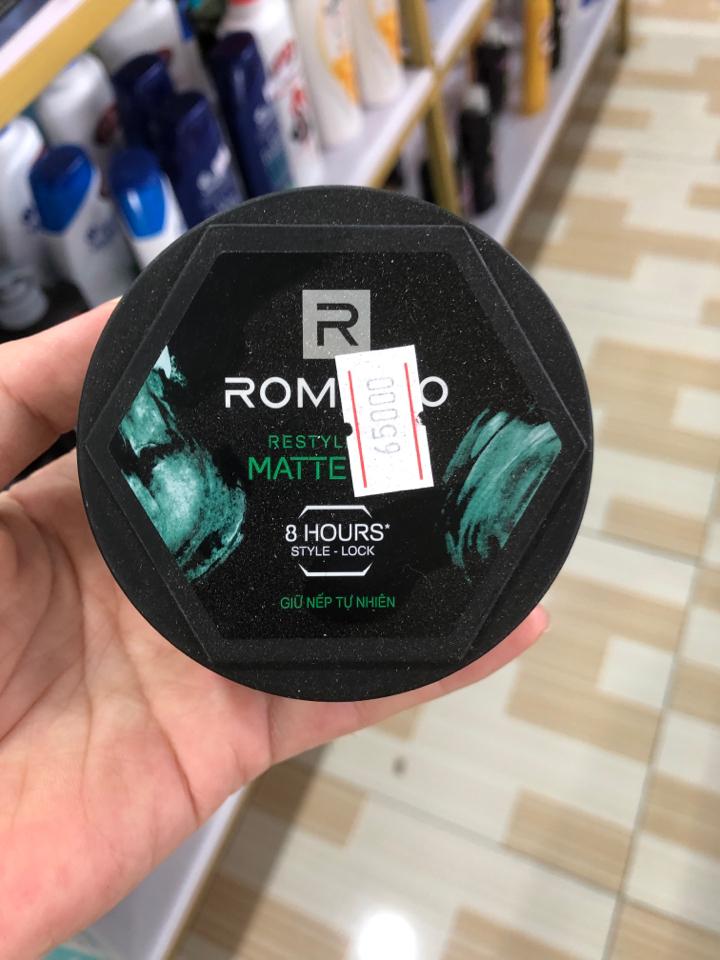 R
ROM O
RESTYL
MATTE
65000
8 HOURS*
STYLE - LOCK
GIỮ NẾP TỰ NHIÊN